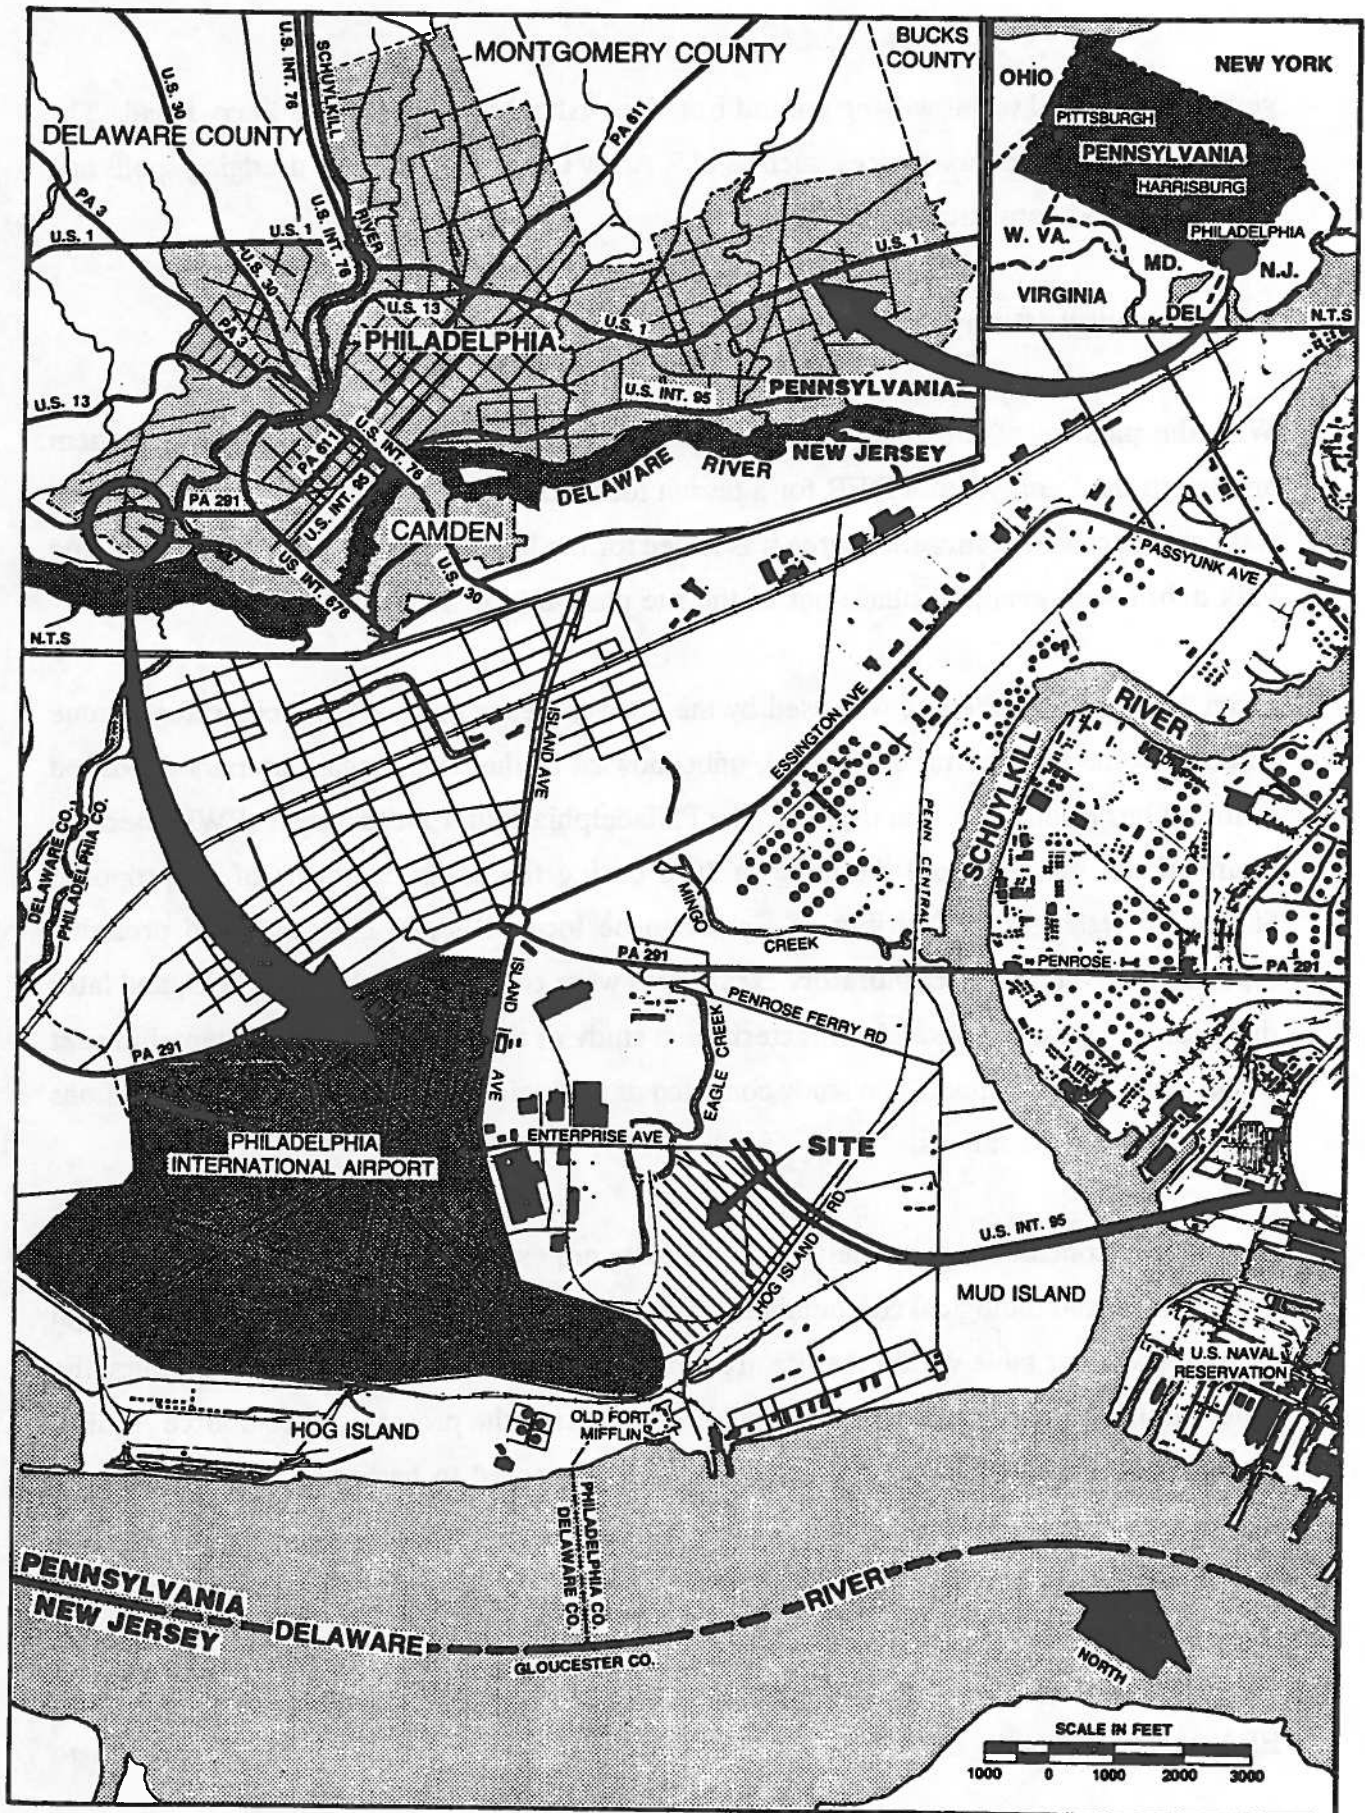 MONTGOMERY COUNTY
BUCKS
COUNTY
DELAWARE COUNTY
U.S. 30
U.S. INT. 76
SCHUYLKILL
RIVER
PA 611
PA 3
U.S. 1
U.S. 1
U.S. INT. 76
U.S. 30
PA 3
U.S. 13
U.S. 1
U.S. 1
PHILADELPHIA
U.S. 13
U.S. INT. 95
PENNSYLVANIA
NEW JERSEY
DELAWARE
RIVER
PA 611
U.S. INT. 95
U.S. INT. 76
PA 291
CAMDEN
U.S. 30
US. INT. 676
N.T.S
OHIO
NEW YORK
PITTSBURGH
PENNSYLVANIA
HARRISBURG
PHILADELPHIA
W. VA.
MD.
N.J.
VIRGINIA
DEL.
N.T.S
PASSYUNK AVE
ESSINGTON AVE
ISLAND AVE
SCHUYLKILL
RIVER
PENN CENTRAL
DELAWARE CO.
PHILADELPHIA CO.
MINGO
CREEK
PA 291
PENROSE
PA 291
PENROSE FERRY RD
EAGLE CREEK
ISLAND
AVE
PA 291
ENTERPRISE AVE
SITE
PHILADELPHIA
INTERNATIONAL AIRPORT
HOG ISLAND RD
U.S. INT. 95
MUD ISLAND
U.S. NAVAL
RESERVATION
HOG ISLAND
OLD FORT
MIFFLIN
PHILADELPHIA CO.
DELAWARE CO.
PENNSYLVANIA
NEW JERSEY
DELAWARE
RIVER
GLOUCESTER CO.
NORTH
SCALE IN FEET
1000 0 1000 2000 3000